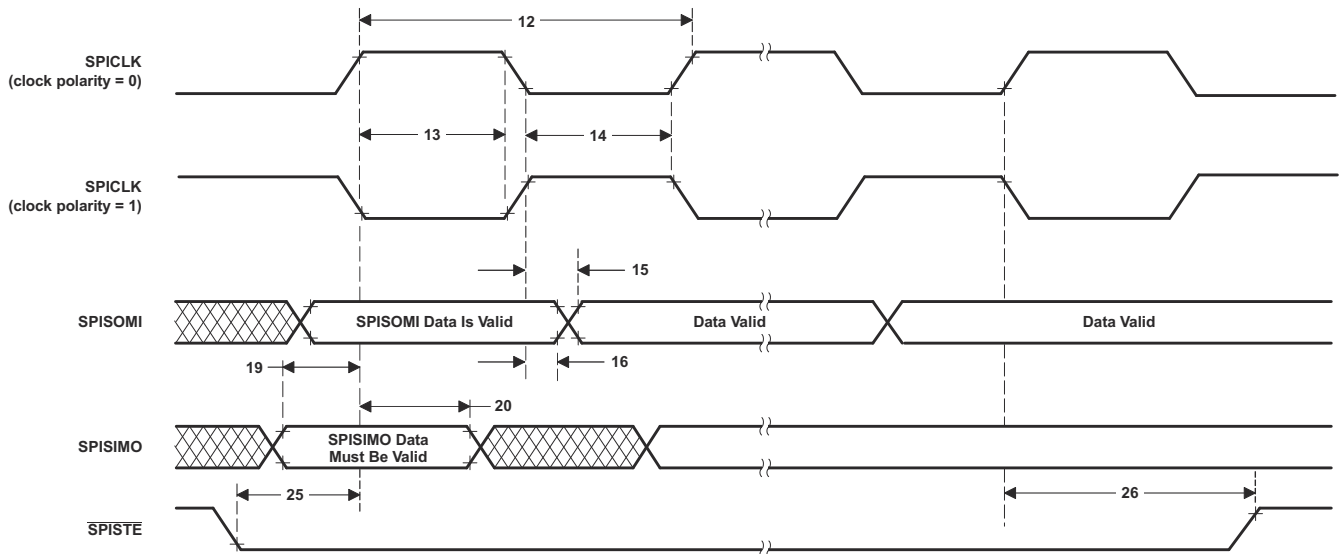 12
SPICLK
(clock polarity = 0)
13
14
SPICLK
(clock polarity = 1)
15
SPISOMI
SPISOMI Data Is Valid
Data Valid
Data Valid
19
16
20
SPISIMO
SPISIMO Data
Must Be Valid
25
26
SPISTE